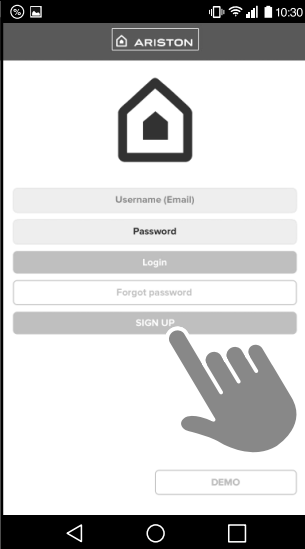 % 10:30
ARISTON
Username (Email)
Password
Login
Forgot password
SIGN UP
DEMO